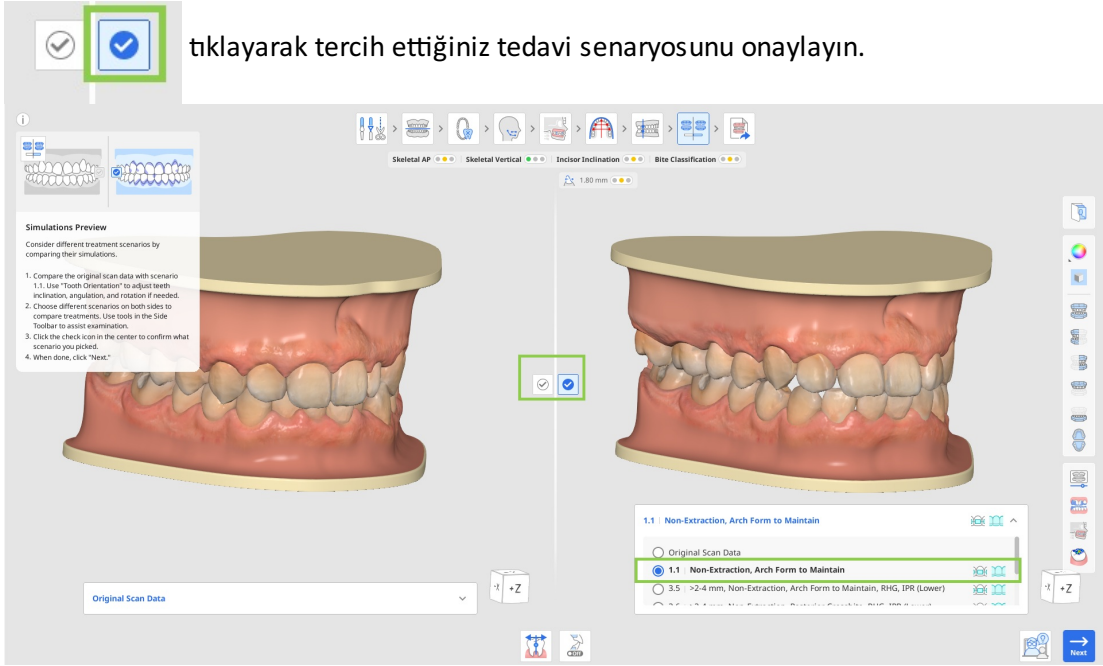 tıklayarak tercih ettiğiniz tedavi senaryosunu onaylayın.
Skeletal AP
Skeletal Vertical
Incisor Inclination
Bite Classification
1.80 mm
Simulations Preview
Consider different treatment scenarios by
comparing their simulations.
1. Compare the original scan data with scenario
1.1. Use "Tooth Orientation" to adjust teeth
inclination, angulation, and rotation if needed.
2. Choose different scenarios on both sides to
compare treatments. Use tools in the Side
Toolbar to assist examination.
3. Click the check icon in the center to confirm what
scenario you picked.
4. When done, click "Next."
1.1 | Non-Extraction, Arch Form to Maintain
Original Scan Data
1.1 | Non-Extraction, Arch Form to Maintain
3.5 | >2-4 mm, Non-Extraction, Arch Form to Maintain, RHG, IPR (Lower)
Original Scan Data
+Z
+Z
OFF
Next